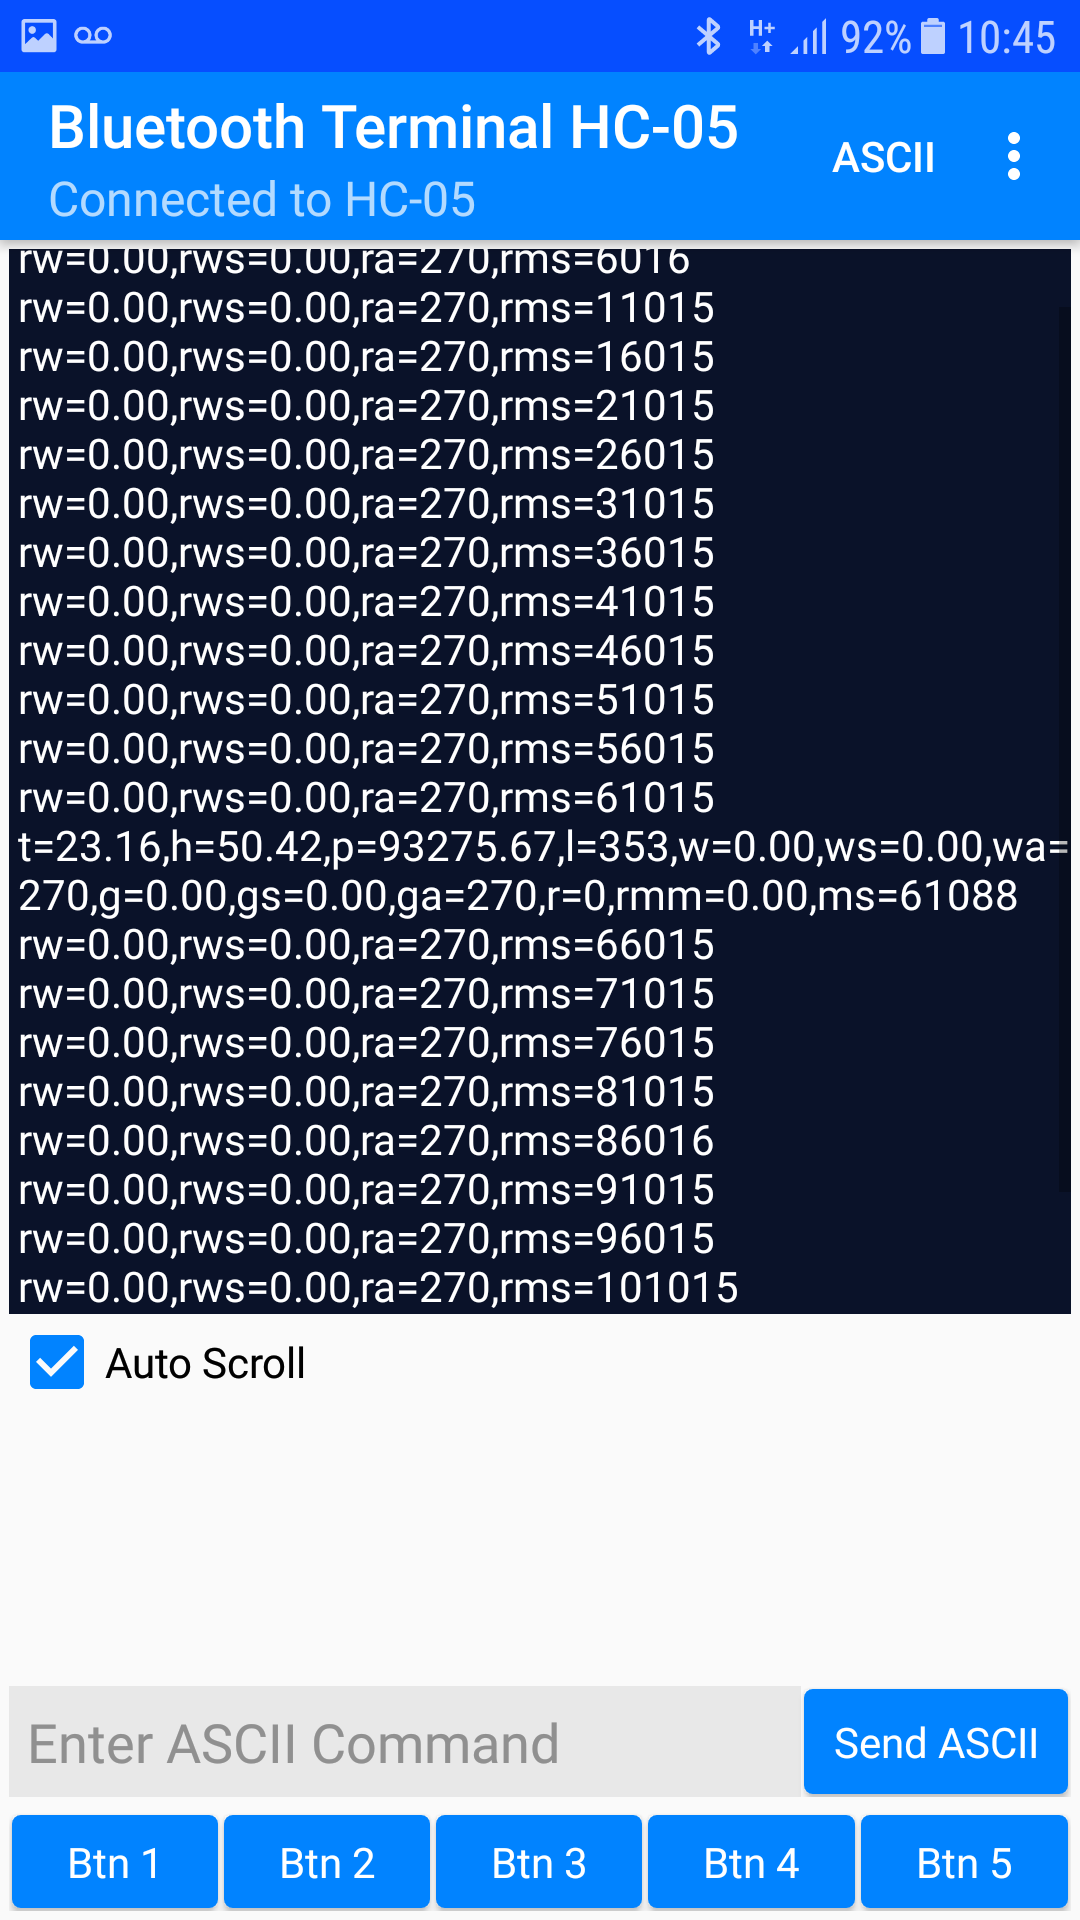 H+ 92% 10:45
Bluetooth Terminal HC-05
ASCII
Connected to HC-05
rw=0.00,rws=0.00,ra=270,rms=6016
rw=0.00,rws=0.00,ra=270,rms=11015
rw=0.00,rws=0.00,ra=270,rms=16015
rw=0.00,rws=0.00,ra=270,rms=21015
rw=0.00,rws=0.00,ra=270,rms=26015
rw=0.00,rws=0.00,ra=270,rms=31015
rw=0.00,rws=0.00,ra=270,rms=36015
rw=0.00,rws=0.00,ra=270,rms=41015
rw=0.00,rws=0.00,ra=270,rms=46015
rw=0.00,rws=0.00,ra=270,rms=51015
rw=0.00,rws=0.00,ra=270,rms=56015
rw=0.00,rws=0.00,ra=270,rms=61015
t=23.16,h=50.42,p=93275.67,l=353,w=0.00,ws=0.00,wa=
270,g=0.00,gs=0.00,ga=270,r=0,rmm=0.00,ms=61088
rw=0.00,rws=0.00,ra=270,rms=66015
rw=0.00,rws=0.00,ra=270,rms=71015
rw=0.00,rws=0.00,ra=270,rms=76015
rw=0.00,rws=0.00,ra=270,rms=81015
rw=0.00,rws=0.00,ra=270,rms=86016
rw=0.00,rws=0.00,ra=270,rms=91015
rw=0.00,rws=0.00,ra=270,rms=96015
rw=0.00,rws=0.00,ra=270,rms=101015
Auto Scroll
Enter ASCII Command
Send ASCII
Btn 1
Btn 2
Btn 3
Btn 4
Btn 5